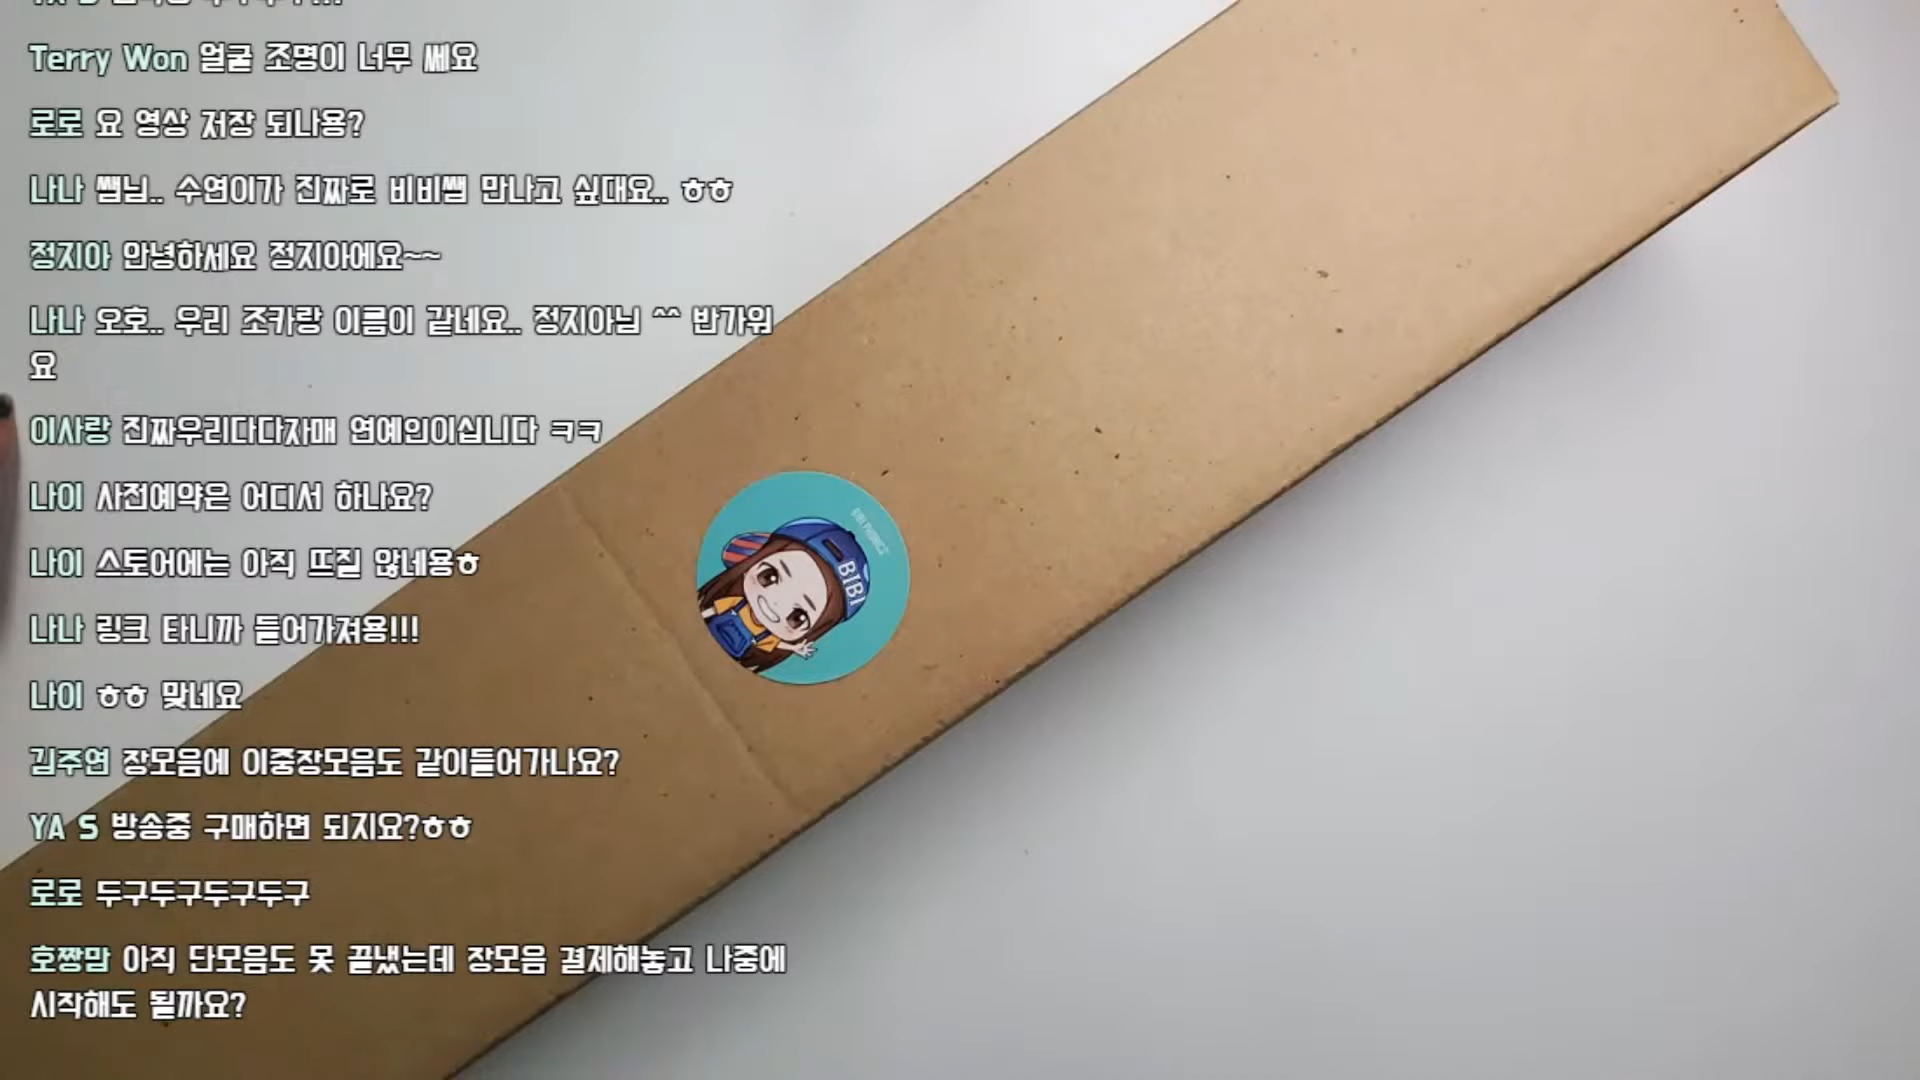 Terry Won 얼굴 조명이 너무 쎄요
로로 요 영상 저장 되나용?
나나 쌤님.. 수연이가 진짜로 비비쌤 만나고 싶대요.. ㅎㅎ
정지아 안녕하세요 정지아에요~~
나나 오호.. 우리 조카랑 이름이 같네요.. 정지아님 ^^ 반가워
요
이사랑 진짜우리다다자매 연예인이십니다 ㅋㅋ
나이 사전예약은 어디서 하나요?
나이 스토어에는 아직 뜨질 않네용ㅎ
나나 링크 타니까 들어가져용!!!
나이 ㅎㅎ 맞네요
김주연 장모음에 이중장모음도 같이들어가나요?
YA S 방송중 구매하면 되지요?ㅎㅎ
로로 두구두구두구두구
호짱맘 아직 단모음도 못 끝냈는데 장모음 결제해놓고 나중에
시작해도 될까요?
BIBI PHONICS
BIBI